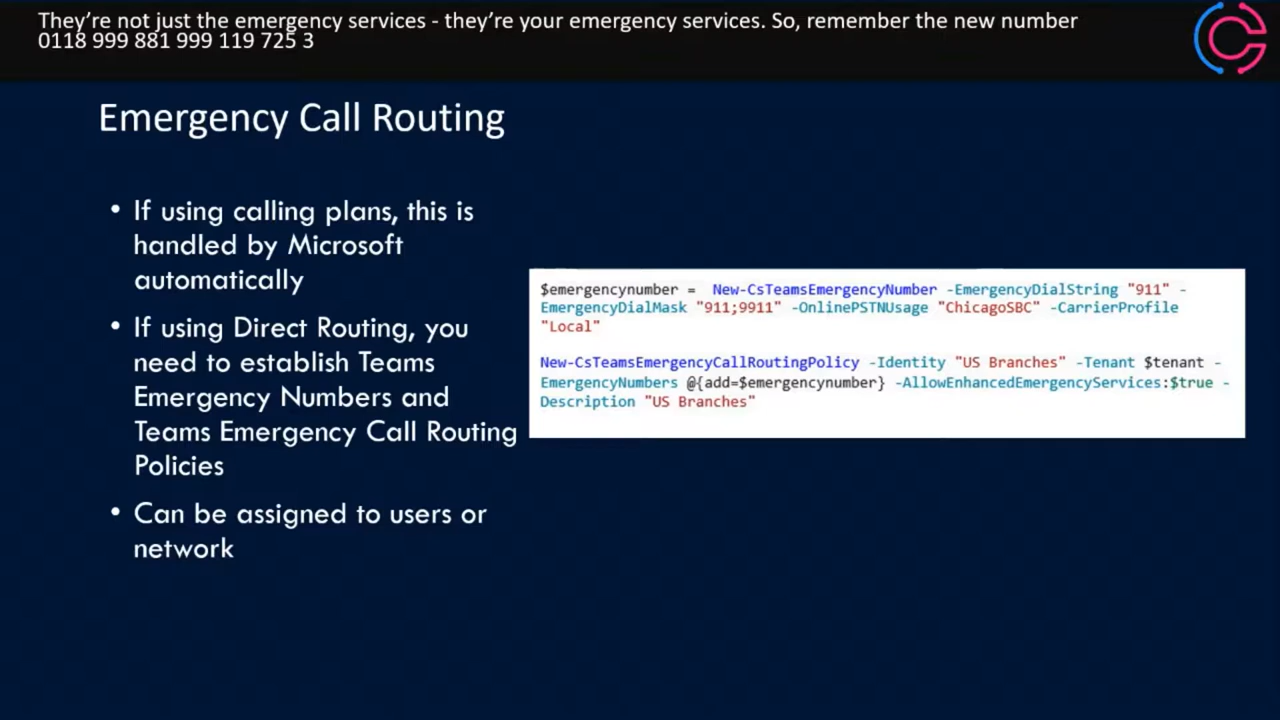 They’re not just the emergency services - they’re your emergency services. So, remember the new number
0118 999 881 999 119 725 3
Emergency Call Routing
• If using calling plans, this is
handled by Microsoft
automatically
• If using Direct Routing, you
need to establish Teams
Emergency Numbers and
Teams Emergency Call Routing
Policies
• Can be assigned to users or
network
$emergencynumber = New-CsTeamsEmergencyNumber -EmergencyDialString "911" -
EmergencyDialMask "911;9911" -OnlinePSTNUsage "ChicagoSBC" -CarrierProfile
"Local"
New-CsTeamsEmergencyCallRoutingPolicy -Identity "US Branches" -Tenant $tenant -
EmergencyNumbers @{add=$emergencynumber} -AllowEnhancedEmergencyServices:$true -
Description "US Branches"